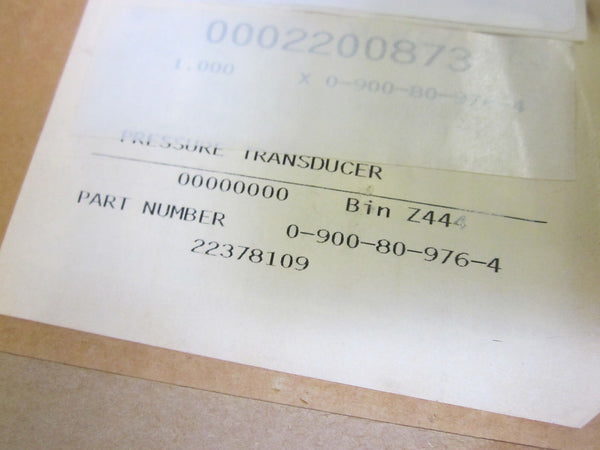 0002200873
1.000 X 0-900-80-976-4
PRESSURE TRANSDUCER
00000000 Bin Z444
PART NUMBER 0-900-80-976-4
22378109